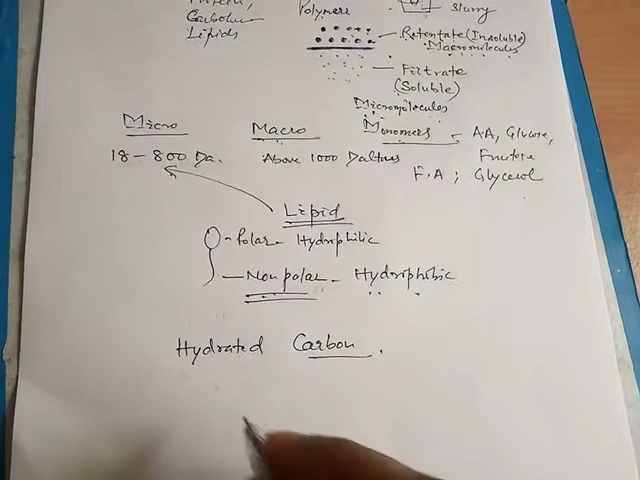 Carbohy
Lipids
Polymers
Slurry
Retentate (Insoluble)
Macromolecules
Filtrate
(Soluble)
Micromolecules
Micro
18 - 800 Da.
Macro
Above 1000 Daltons
Monomers - AA, Glucose,
Fructose
F.A ; Glycerol
Lipid
Polar - Hydrophilic
Non polar - Hydrophobic
Hydrated Carbon.